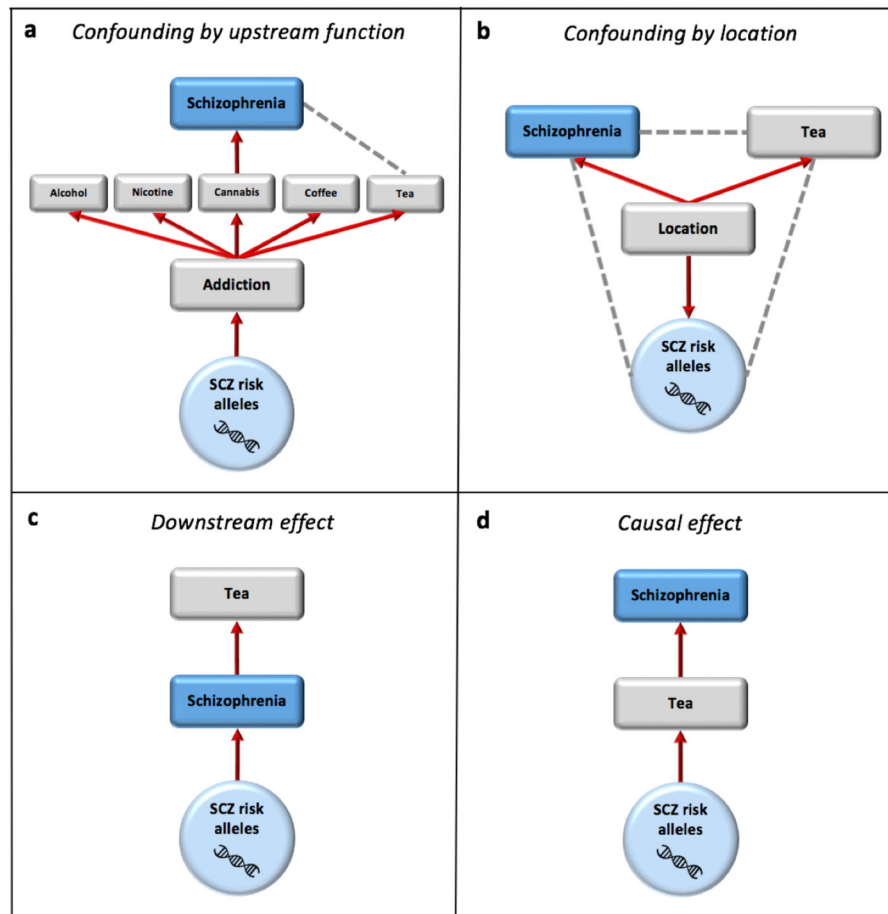 a
Confounding by upstream function
Schizophrenia
Alcohol
Nicotine
Cannabis
Coffee
Tea
Addiction
SCZ risk
alleles
b
Confounding by location
Schizophrenia
Tea
Location
SCZ risk
alleles
c
Downstream effect
Tea
Schizophrenia
SCZ risk
alleles
d
Causal effect
Schizophrenia
Tea
SCZ risk
alleles